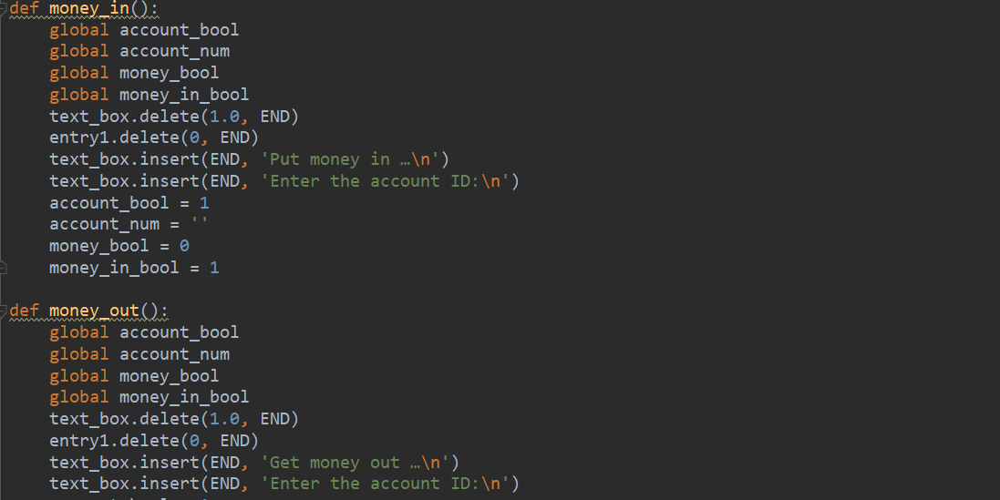 def money_in():
    global account_bool
    global account_num
    global money_bool
    global money_in_bool
    text_box.delete(1.0, END)
    entry1.delete(0, END)
    text_box.insert(END, 'Put money in …\n')
    text_box.insert(END, 'Enter the account ID:\n')
    account_bool = 1
    account_num = ''
    money_bool = 0
    money_in_bool = 1

def money_out():
    global account_bool
    global account_num
    global money_bool
    global money_in_bool
    text_box.delete(1.0, END)
    entry1.delete(0, END)
    text_box.insert(END, 'Get money out …\n')
    text_box.insert(END, 'Enter the account ID:\n')